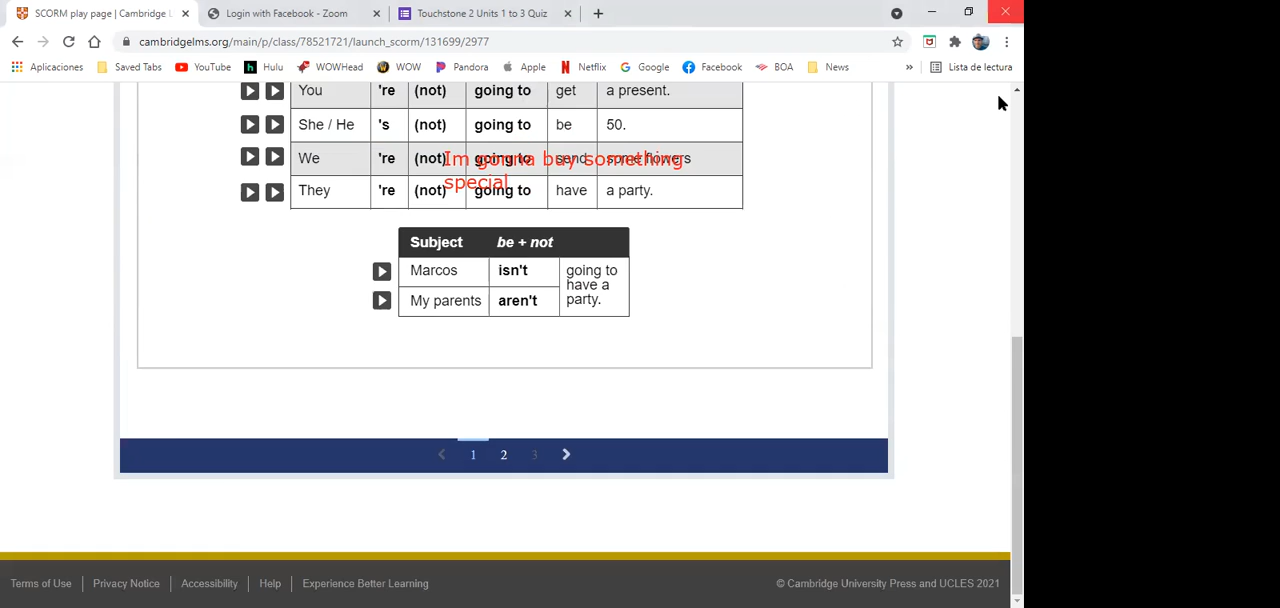 SCORM play page | Cambridge L
Login with Facebook - Zoom
Touchstone 2 Units 1 to 3 Quiz
cambridgelms.org/main/p/class/78521721/launch_scorm/131699/2977
Aplicaciones Saved Tabs YouTube Hulu WOWHead WOW Pandora Apple Netflix Google Facebook BOA News » Lista de lectura
You 're (not) going to get a present.
She / He 's (not) going to be 50.
We 're (not) going to send some flowers
They 're (not) going to have a party.
Im gonna buy something
special
Subject be + not
Marcos isn't going to
have a
My parents aren't party.
1 2 3
Terms of Use Privacy Notice Accessibility Help Experience Better Learning © Cambridge University Press and UCLES 2021